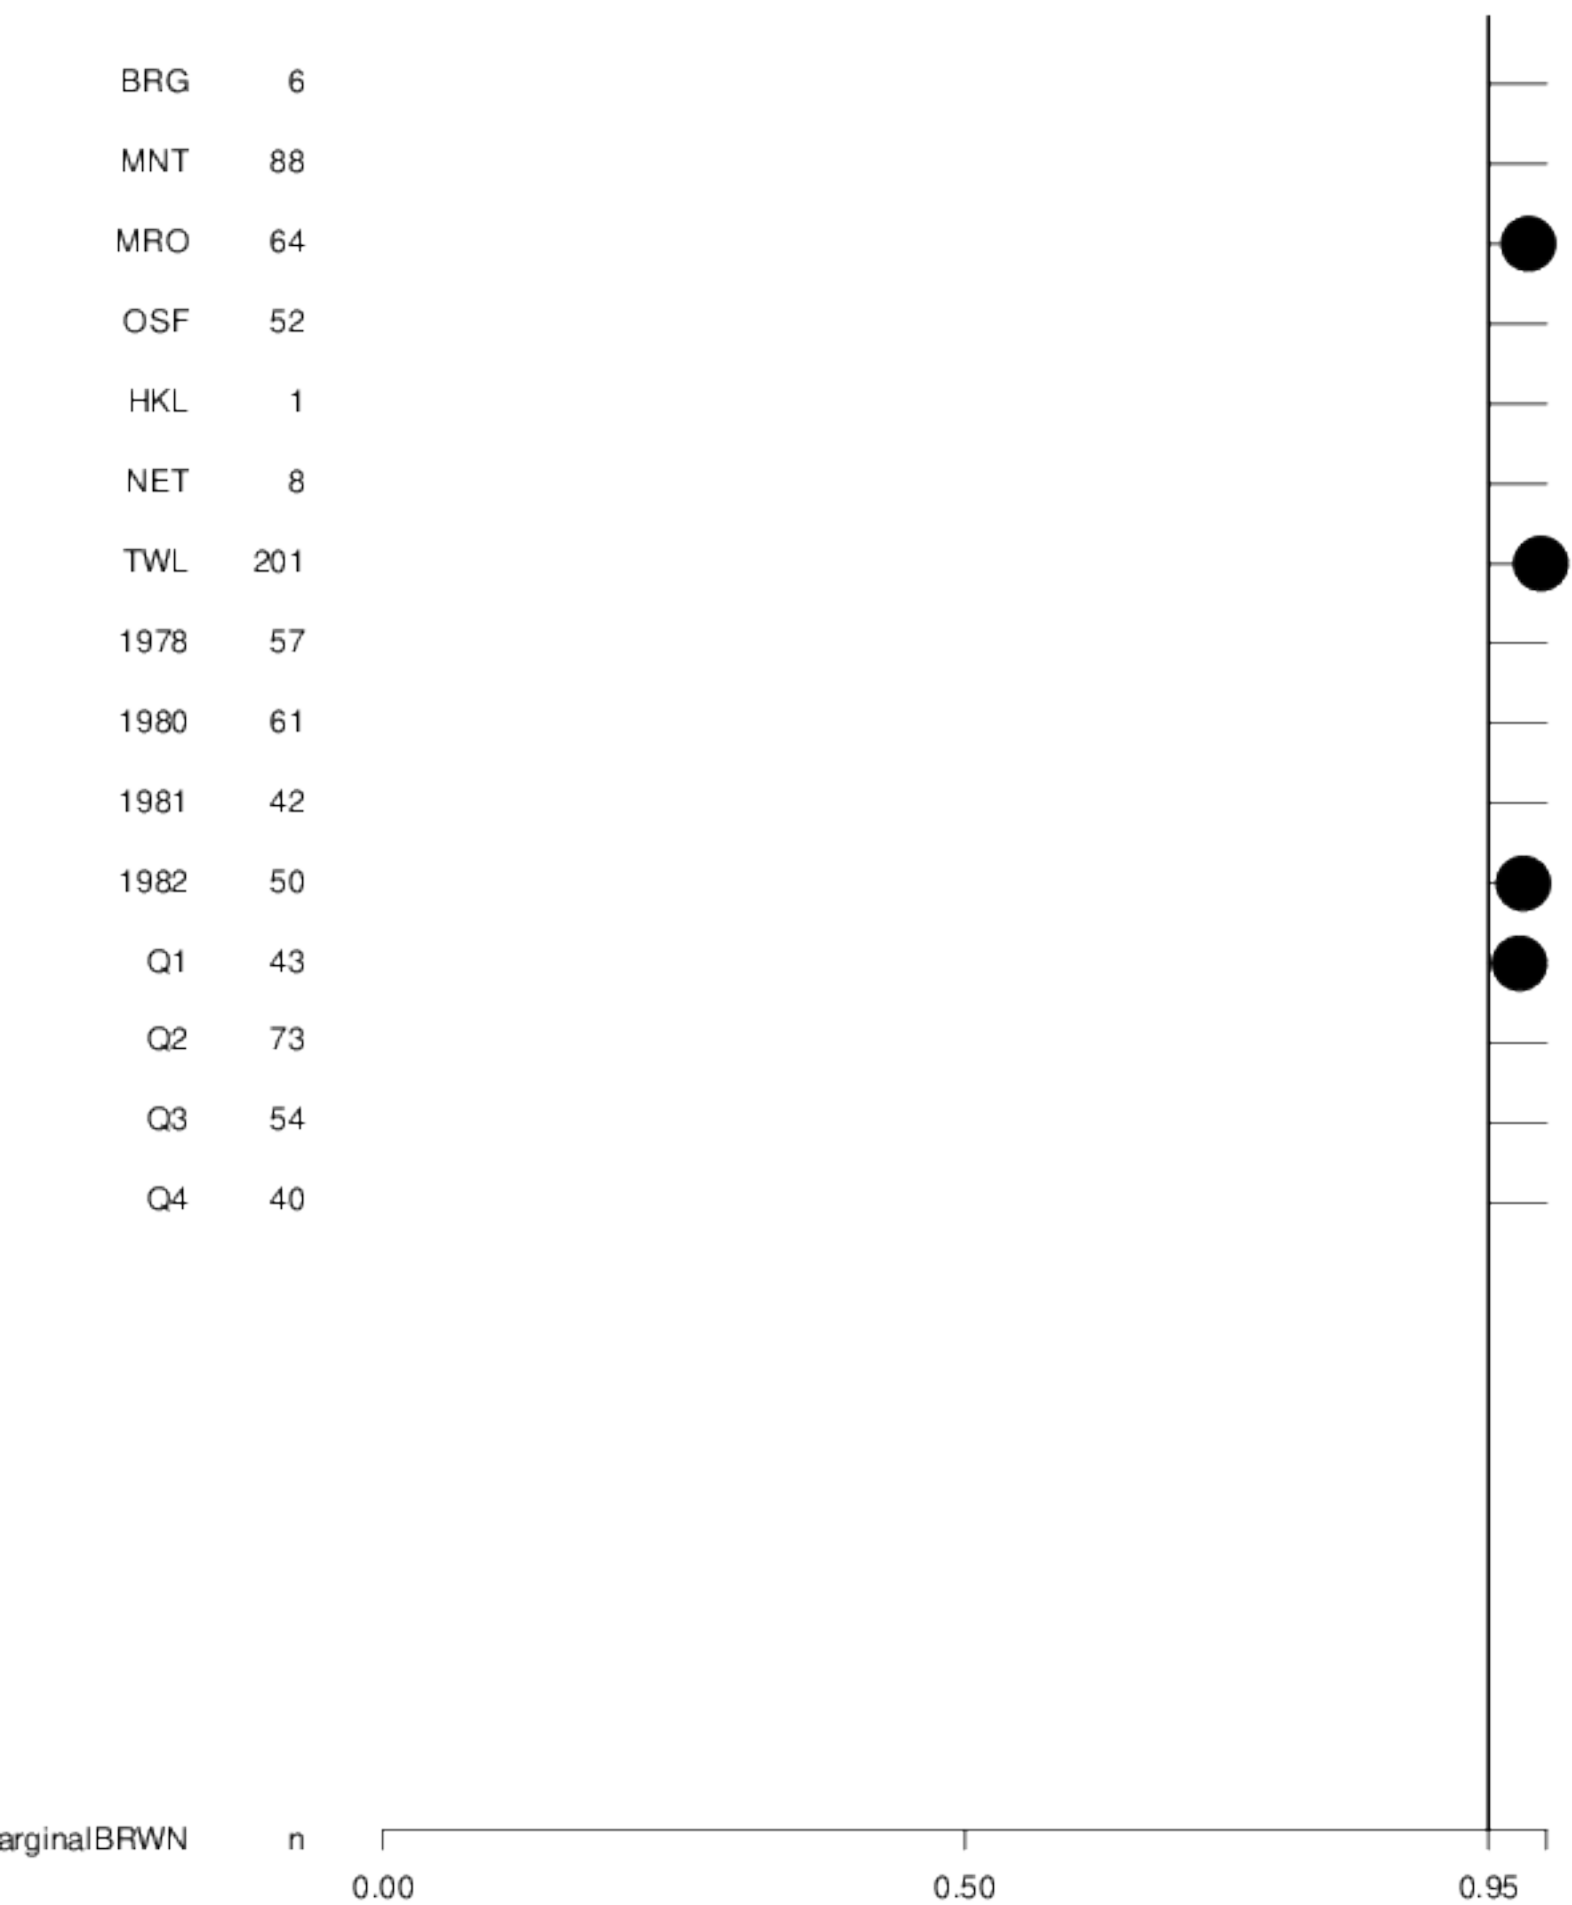 BRG 6
MNT 88
MRO 64
OSF 52
HKL 1
NET 8
TWL 201
1978 57
1980 61
1981 42
1982 50
Q1 43
Q2 73
Q3 54
Q4 40
arginalBRWN n
0.00 0.50 0.95